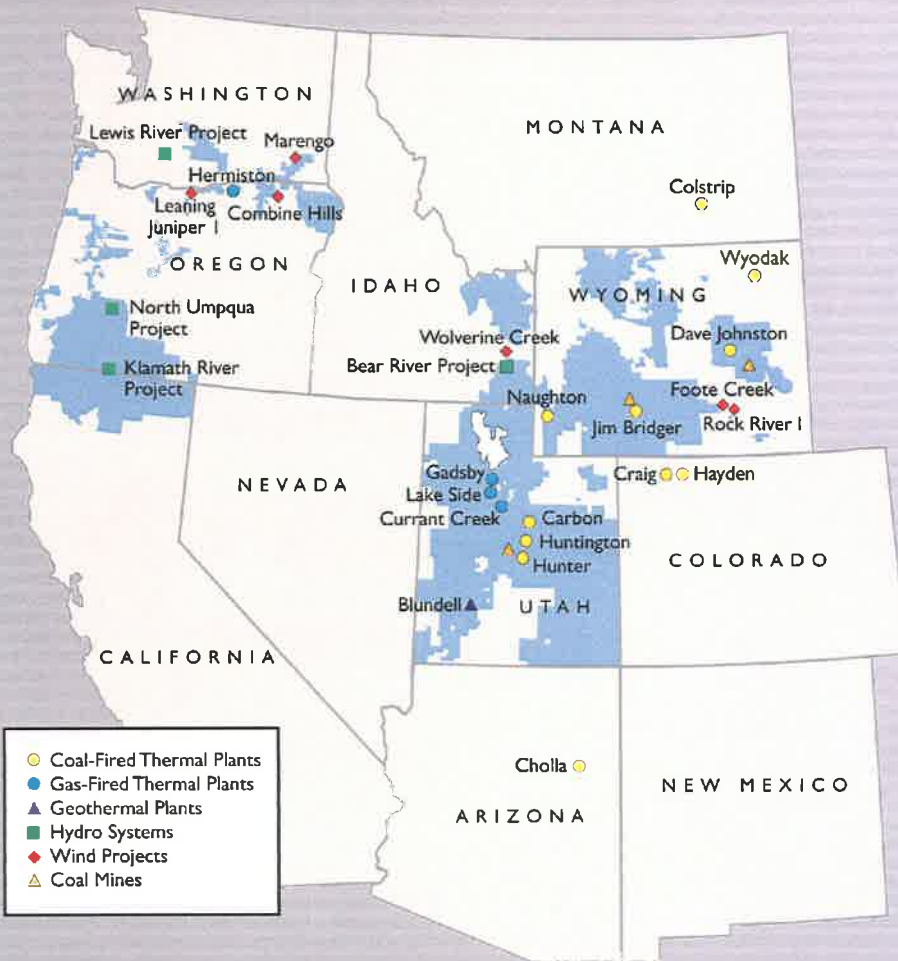 WASHINGTON
Lewis River Project
Marengo
Hermiston
Leaning
Juniper 1
Combine Hills
OREGON
North Umpqua
Project
Klamath River
Project
MONTANA
Colstrip
IDAHO
Wyodak
WYOMING
Wolverine Creek
Bear River Project
Dave Johnston
Naughton
Jim Bridger
Foote Creek
Rock River I
NEVADA
Gadsby
Lake Side
Currant Creek
Craig
Hayden
Carbon
Huntington
Hunter
COLORADO
Blundell
UTAH
CALIFORNIA
Cholla
ARIZONA
NEW MEXICO
Coal-Fired Thermal Plants
Gas-Fired Thermal Plants
Geothermal Plants
Hydro Systems
Wind Projects
Coal Mines